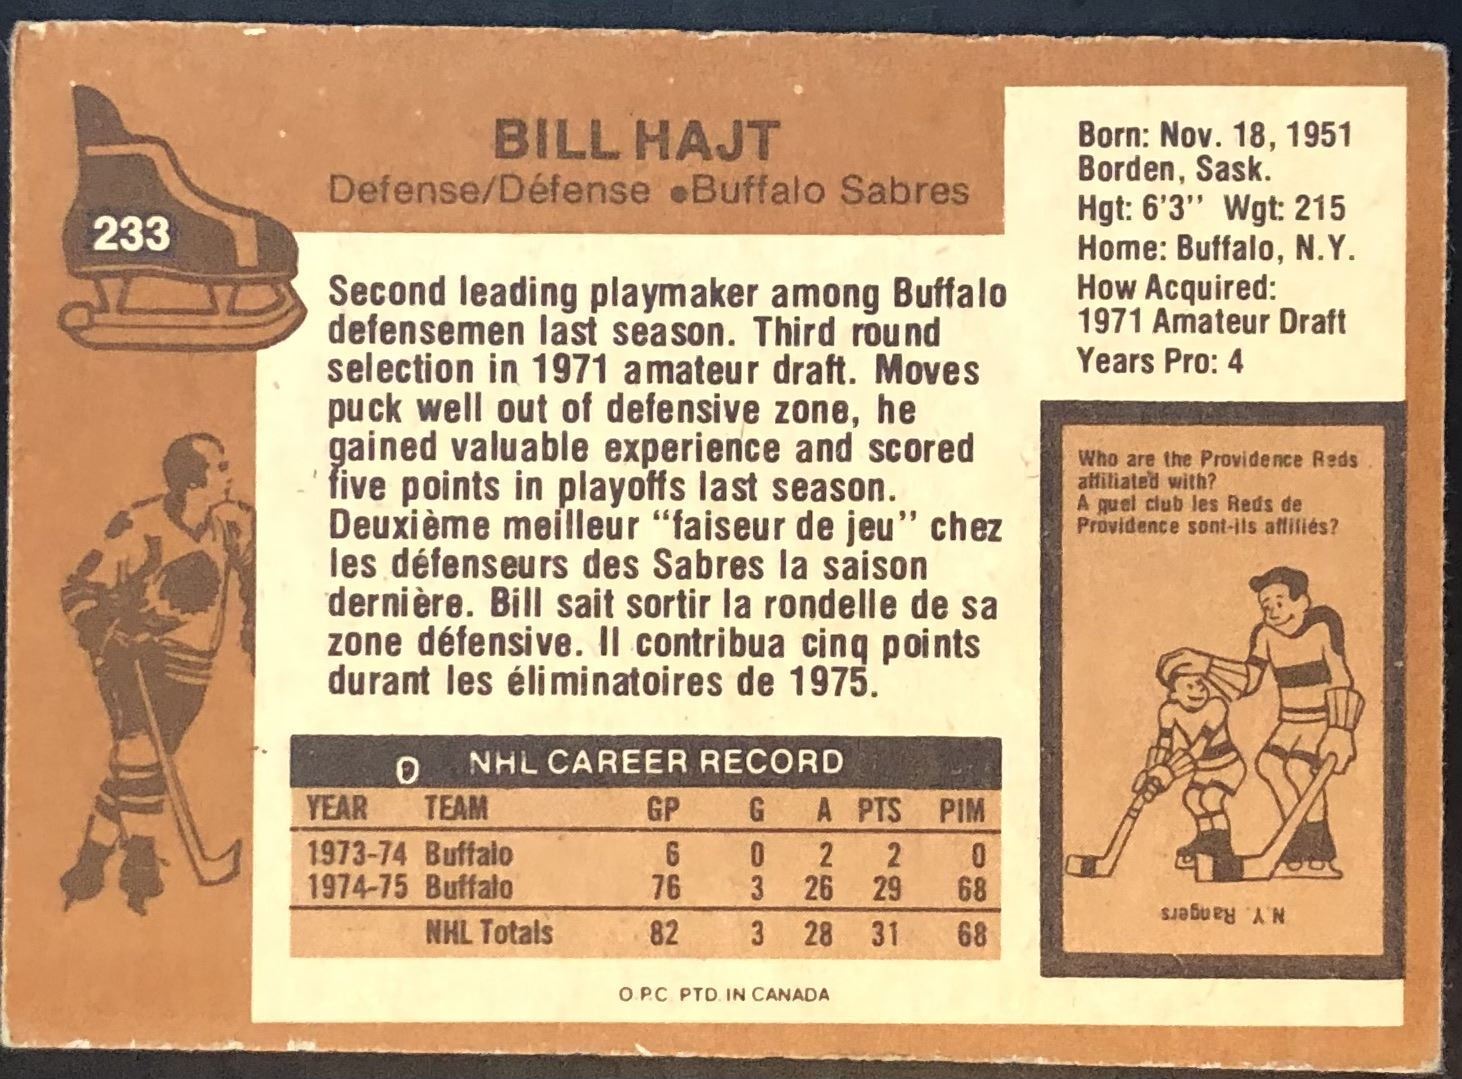 233
BILL HAJT
Defense/Défense •Buffalo Sabres
Born: Nov. 18, 1951
Borden, Sask.
Hgt: 6'3'' Wgt: 215
Home: Buffalo, N.Y.
How Acquired:
1971 Amateur Draft
Years Pro: 4
Second leading playmaker among Buffalo
defensemen last season. Third round
selection in 1971 amateur draft. Moves
puck well out of defensive zone, he
gained valuable experience and scored
five points in playoffs last season.
Deuxième meilleur "faiseur de jeu" chez
les défenseurs des Sabres la saison
dernière. Bill sait sortir la rondelle de sa
zone défensive. Il contribua cinq points
durant les éliminatoires de 1975.
Who are the Providence Reds
affiliated with?
A quel club les Reds de
Providence sont-ils affiliés?
N.Y. Rangers
NHL CAREER RECORD
YEAR TEAM GP G A PTS PIM
1973-74 Buffalo 6 0 2 2 0
1974-75 Buffalo 76 3 26 29 68
NHL Totals 82 3 28 31 68
O.P.C. PTD. IN CANADA